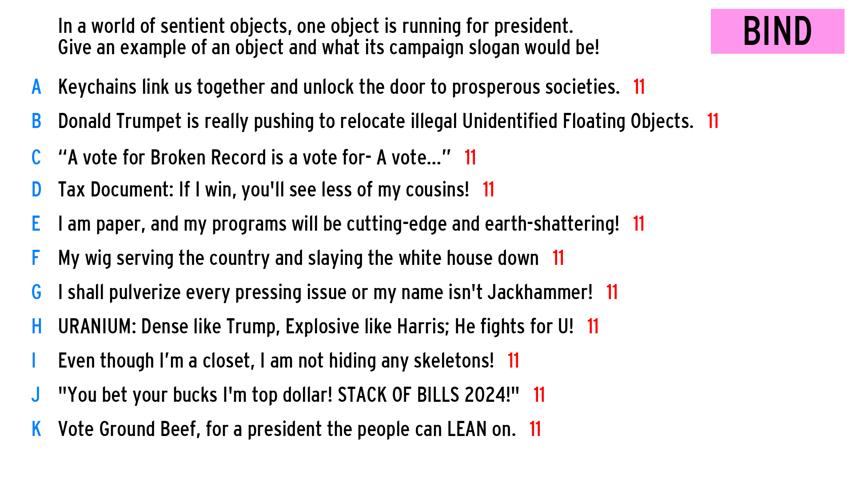 In a world of sentient objects, one object is running for president.
Give an example of an object and what its campaign slogan would be!
BIND
A Keychains link us together and unlock the door to prosperous societies. 11
B Donald Trumpet is really pushing to relocate illegal Unidentified Floating Objects. 11
C “A vote for Broken Record is a vote for- A vote...” 11
D Tax Document: If I win, you'll see less of my cousins! 11
E I am paper, and my programs will be cutting-edge and earth-shattering! 11
F My wig serving the country and slaying the white house down 11
G I shall pulverize every pressing issue or my name isn't Jackhammer! 11
H URANIUM: Dense like Trump, Explosive like Harris; He fights for U! 11
I Even though I’m a closet, I am not hiding any skeletons! 11
J "You bet your bucks I'm top dollar! STACK OF BILLS 2024!" 11
K Vote Ground Beef, for a president the people can LEAN on. 11